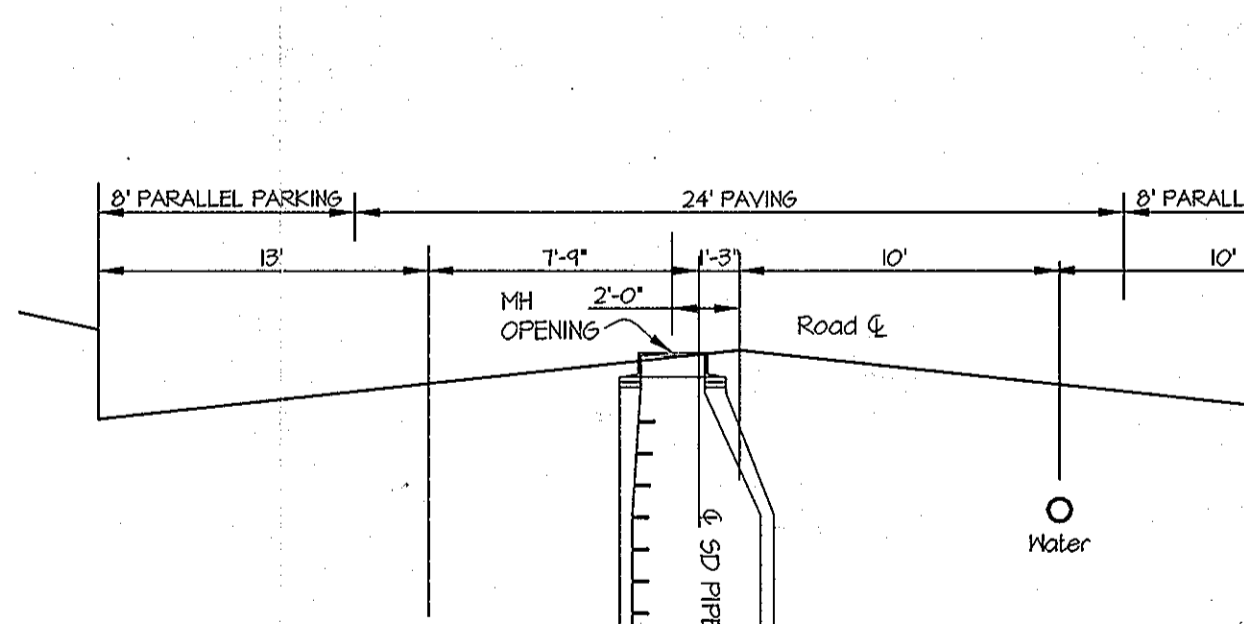 8' PARALLEL PARKING
24' PAVING
8' PARALL
13'
7'-9"
1'-3"
10'
10'
MH
OPENING
2'-0"
Road ℄
℄ SD PIPE
Water